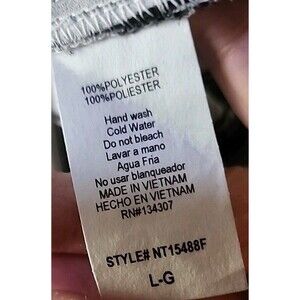 100%POLYESTER
100%POLIESTER
Hand wash
Cold Water
Do not bleach
Lavar a mano
Agua Fria
No usar blanqueador
MADE IN VIETNAM
HECHO EN VIETNAM
RN#134307
STYLE# NT15488F
L-G